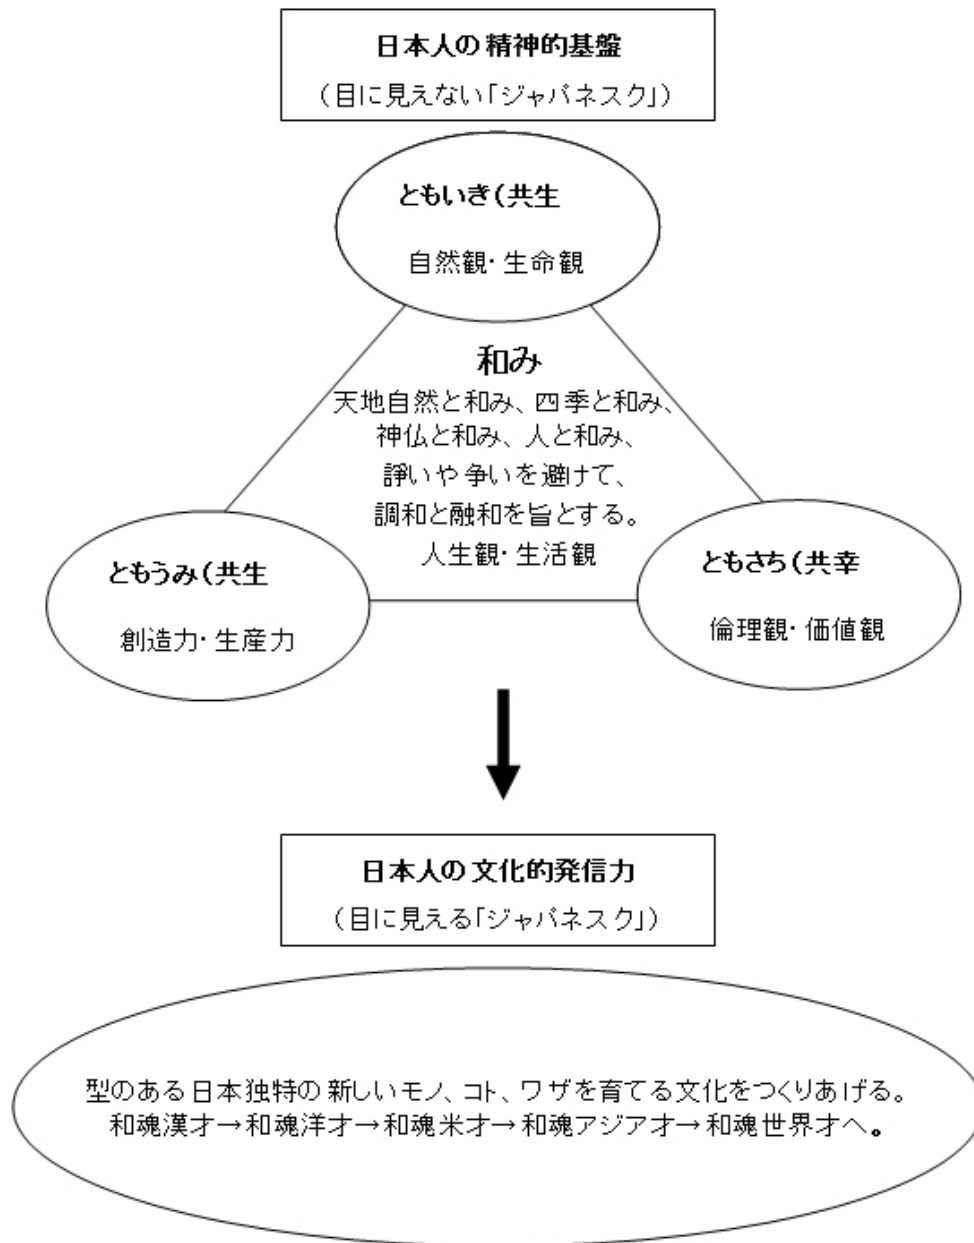 日本人の精神的基盤
（目に見えない「ジャパネスク」）
ともいき（共生
自然観・生命観
和み
天地自然と和み、四季と和み、
神仏と和み、人と和み、
諍いや争いを避けて、
調和と融和を旨とする。
人生観・生活観
ともうみ（共生
創造力・生産力
ともさち（共幸
倫理観・価値観
日本人の文化的発信力
（目に見える「ジャパネスク」）
型のある日本独特の新しいモノ、コト、ワザを育てる文化をつくりあげる。
和魂漢才→和魂洋才→和魂米才→和魂アジア才→和魂世界才へ。